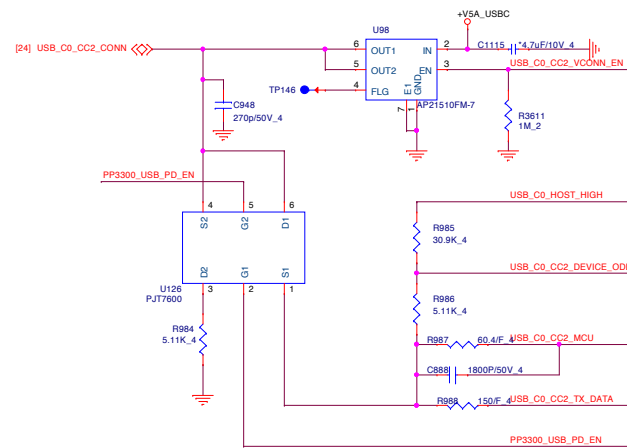 +V5A_USBC
U98
[24] USB_C0_CC2_CONN
6 OUT1 IN 2
C1115 *4.7uF/10V_4
5 OUT2 EN 3
USB_C0_CC2_VCONN_EN
TP146
4 FLG E1 GND
7 1
AP21510FM-7
C948
270p/50V_4
R3611
1M_2
PP3300_USB_PD_EN
4 5 6
S2 G2 D1
USB_C0_HOST_HIGH
R985
30.9K_4
D2 G1 S1
USB_C0_CC2_DEVICE_ODL
U126
PJT7600
3 2 1
R986
5.11K_4
R984
5.11K_4
R987 60.4/F_4
USB_C0_CC2_MCU
C888 1800P/50V_4
R988 150/F_4
USB_C0_CC2_TX_DATA
PP3300_USB_PD_EN